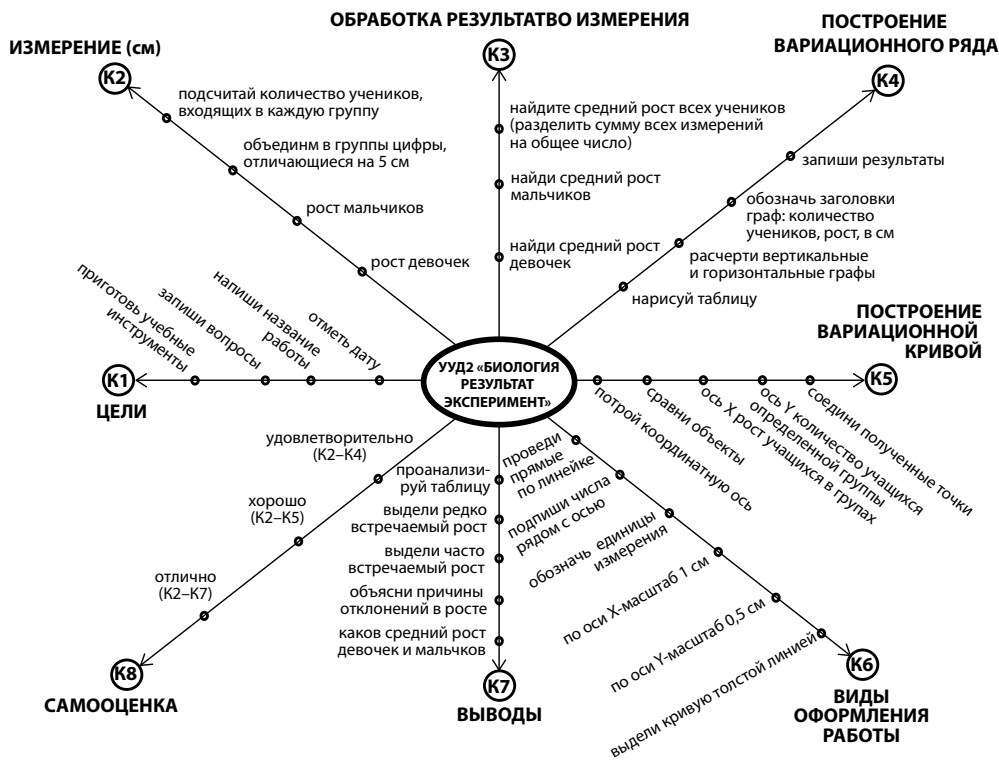 ОБРАБОТКА РЕЗУЛЬТАТВО ИЗМЕРЕНИЯ
К3
найдите средний рост всех учеников
(разделить сумму всех измерений
на общее число)
найди средний рост
мальчиков
найди средний рост
девочек
ИЗМЕРЕНИЕ (см)
К2
подсчитай количество учеников,
входящих в каждую группу
объединм в группы цифры,
отличающиеся на 5 см
рост мальчиков
рост девочек
ПОСТРОЕНИЕ
ВАРИАЦИОННОГО РЯДА
К4
запиши результаты
обозначь заголовки
граф: количество
учеников, рост, в см
расчерти вертикальные
и горизонтальные графы
нарисуй таблицу
К1
ЦЕЛИ
приготовь учебные
инструменты
запиши вопросы
напиши название
работы
отметь дату
УУД2 «БИОЛОГИЯ
РЕЗУЛЬТАТ
ЭКСПЕРИМЕНТ»
ПОСТРОЕНИЕ
ВАРИАЦИОННОЙ
КРИВОЙ
К5
потрой координатную ось
сравни объекты
ось X рост учащихся в групах
ось Y количество учащихся
определенной группы
соедини полученные точки
удовлетворительно
(К2–К4)
хорошо
(К2–К5)
отлично
(К2–К7)
К8
САМООЦЕНКА
проанализи-
руй таблицу
выдели редко
встречаемый рост
выдели часто
встречаемый рост
объясни причины
отклонений в росте
каков средний рост
девочек и мальчков
К7
ВЫВОДЫ
проведи
прямые
по линейке
подпиши числа
рядом с осью
обозначь единицы
измерения
по оси X-масштаб 1 см
по оси Y-масштаб 0,5 см
выдели кривую толстой линией
К6
ВИДЫ
ОФОРМЛЕНИЯ
РАБОТЫ